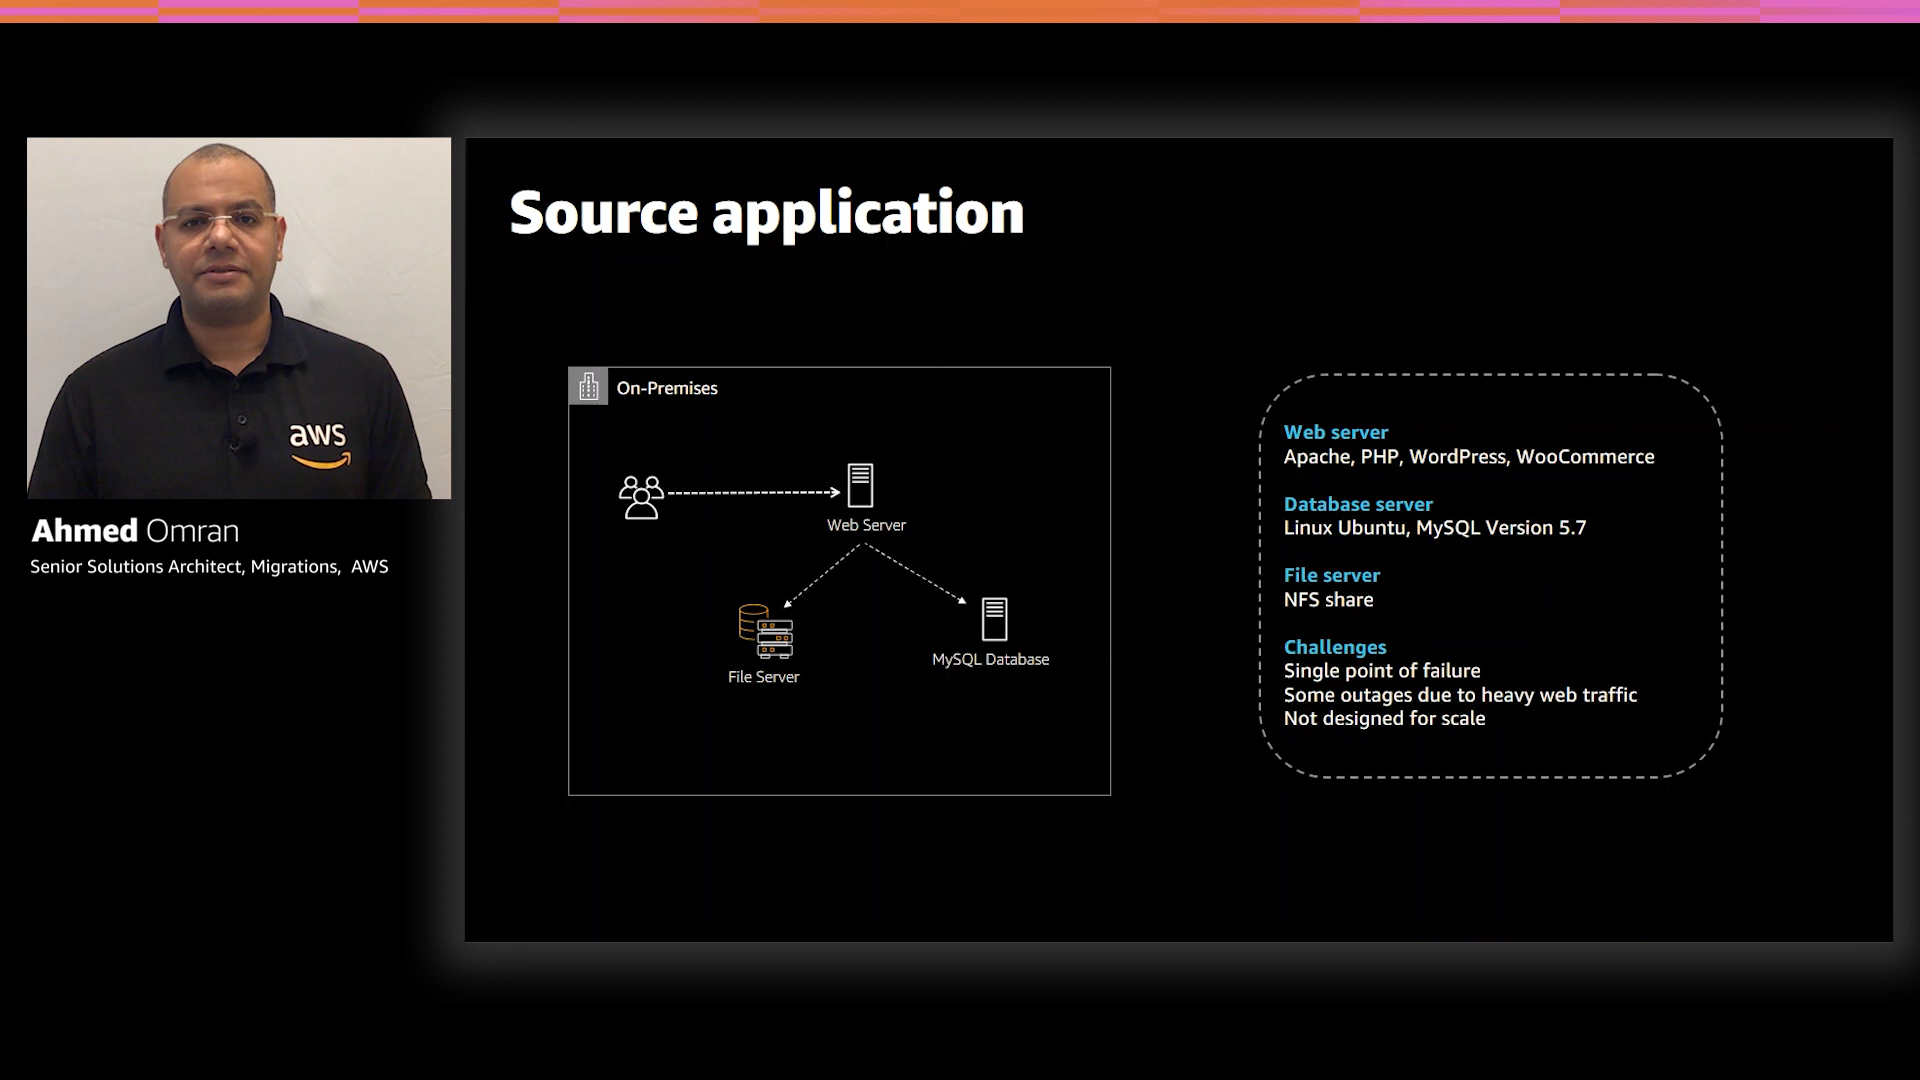 Source application
aws
Ahmed Omran
Senior Solutions Architect, Migrations, AWS
On-Premises
Web Server
File Server
MySQL Database
Web server
Apache, PHP, WordPress, WooCommerce
Database server
Linux Ubuntu, MySQL Version 5.7
File server
NFS share
Challenges
Single point of failure
Some outages due to heavy web traffic
Not designed for scale